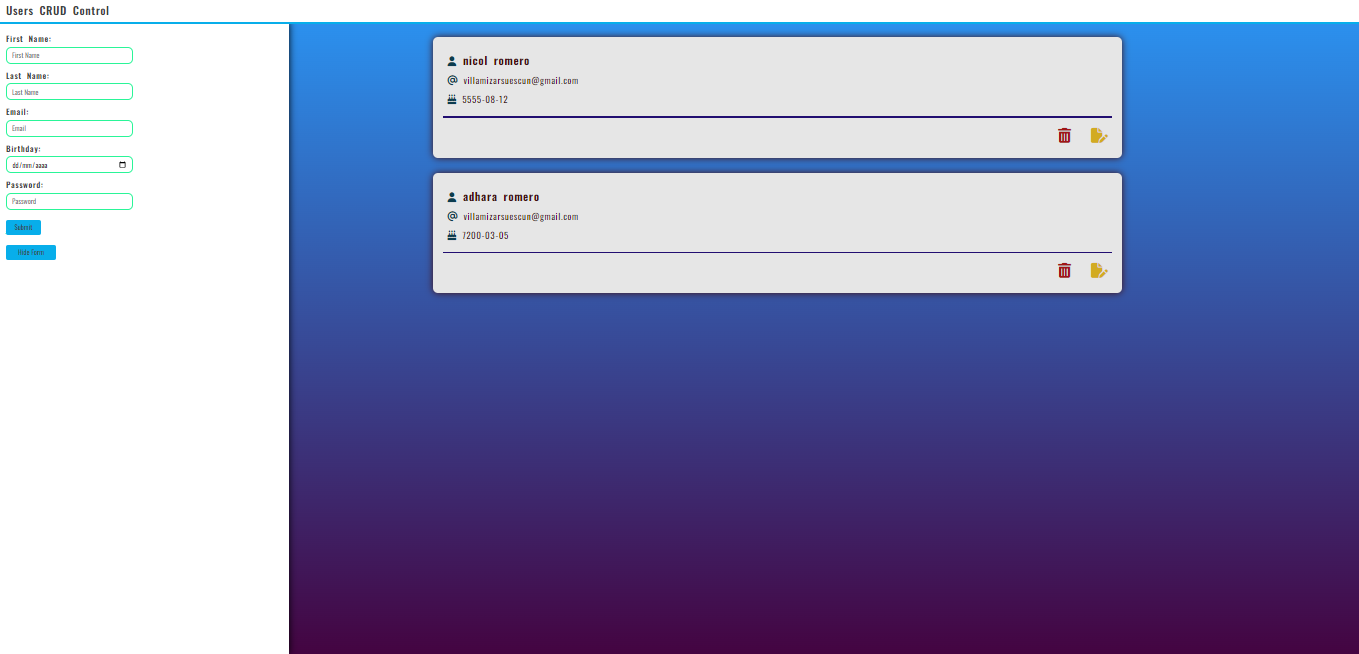 Users CRUD Control
First Name:
First Name
Last Name:
Last Name
Email:
Email
Birthday:
dd/mm/aaaa
Password:
Password
Submit
Hide Form
nicol romero
villamizarsuescun@gmail.com
5555-08-12
adhara romero
villamizarsuescun@gmail.com
7200-03-05